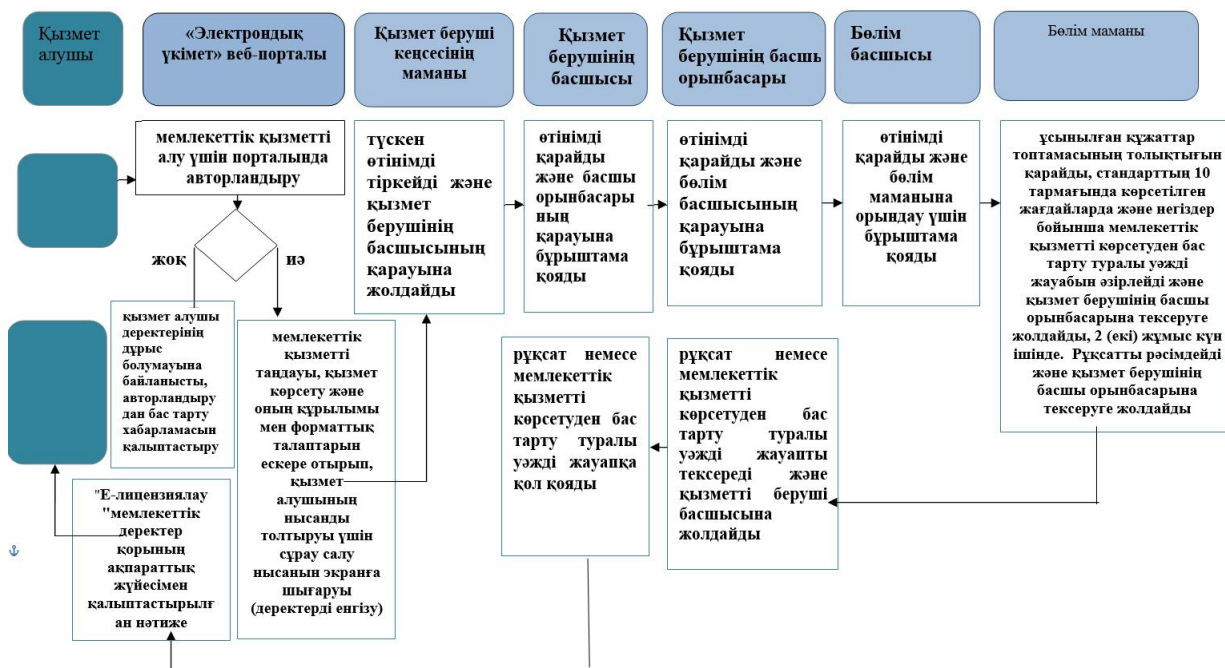 Қызмет
алушы
«Электрондық
үкімет» веб-порталы
Қызмет беруші
кеңсесінің
маманы
Қызмет
берушінің
басшысы
Қызмет
берушінің басшь
орынбасары
Бөлім
басшысы
Бөлім маманы
мемлекеттік қызметті
алу үшін порталында
авторландыру
жоқ
иә
қызмет алушы
деректерінің
дұрыс
болумауына
байланысты,
авторландыру
дан бас тарту
хабарламасын
қалыптастыру
мемлекеттік
қызметті
таңдауы, қызмет
көрсету және
оның құрылымы
мен форматтық
талаптарын
ескере отырып,
қызмет
алушының
нысанды
толтыруы үшін
сұрау салу
нысанын экранға
шығаруы
(деректерді енгізу)
"Е-лицензиялау
"мемлекеттік
деректер
қорының
ақпараттық
жүйесімен
қалыптастырылғ
ан нәтиже
түскен
өтінімді
тіркейді және
қызмет
берушінің
басшысының
қарауына
жолдайды
өтінімді
қарайды
және басшы
орынбасары
ның
қарауына
бұрыштама
қояды
өтінімді
қарайды және
бөлім
басшысының
қарауына
бұрыштама
қояды
өтінімді
қарайды және
бөлім
маманына
орындау үшін
бұрыштама
қояды
ұсынылған құжаттар
топтамасының толықтығын
қарайды, стандарттың 10
тармағында көрсетілген
жағдайларда және негіздер
бойынша мемлекеттік
қызметті көрсетуден бас
тарту туралы уәжді
жауабын әзірлейді және
қызмет берушінің басшы
орынбасарына тексеруге
жолдайды, 2 (екі) жұмыс күн
ішінде. Рұқсатты рәсімдейді
және қызмет берушінің
басшы орынбасарына
тексеруге жолдайды
рұқсат немесе
мемлекеттік
қызметті
көрсетуден бас
тарту туралы
уәжді жауапқа
қол қояды
рұқсат немесе
мемлекеттік
қызметті
көрсетуден бас
тарту туралы
уәжді жауапты
тексереді және
қызметті беруші
басшысына
жолдайды